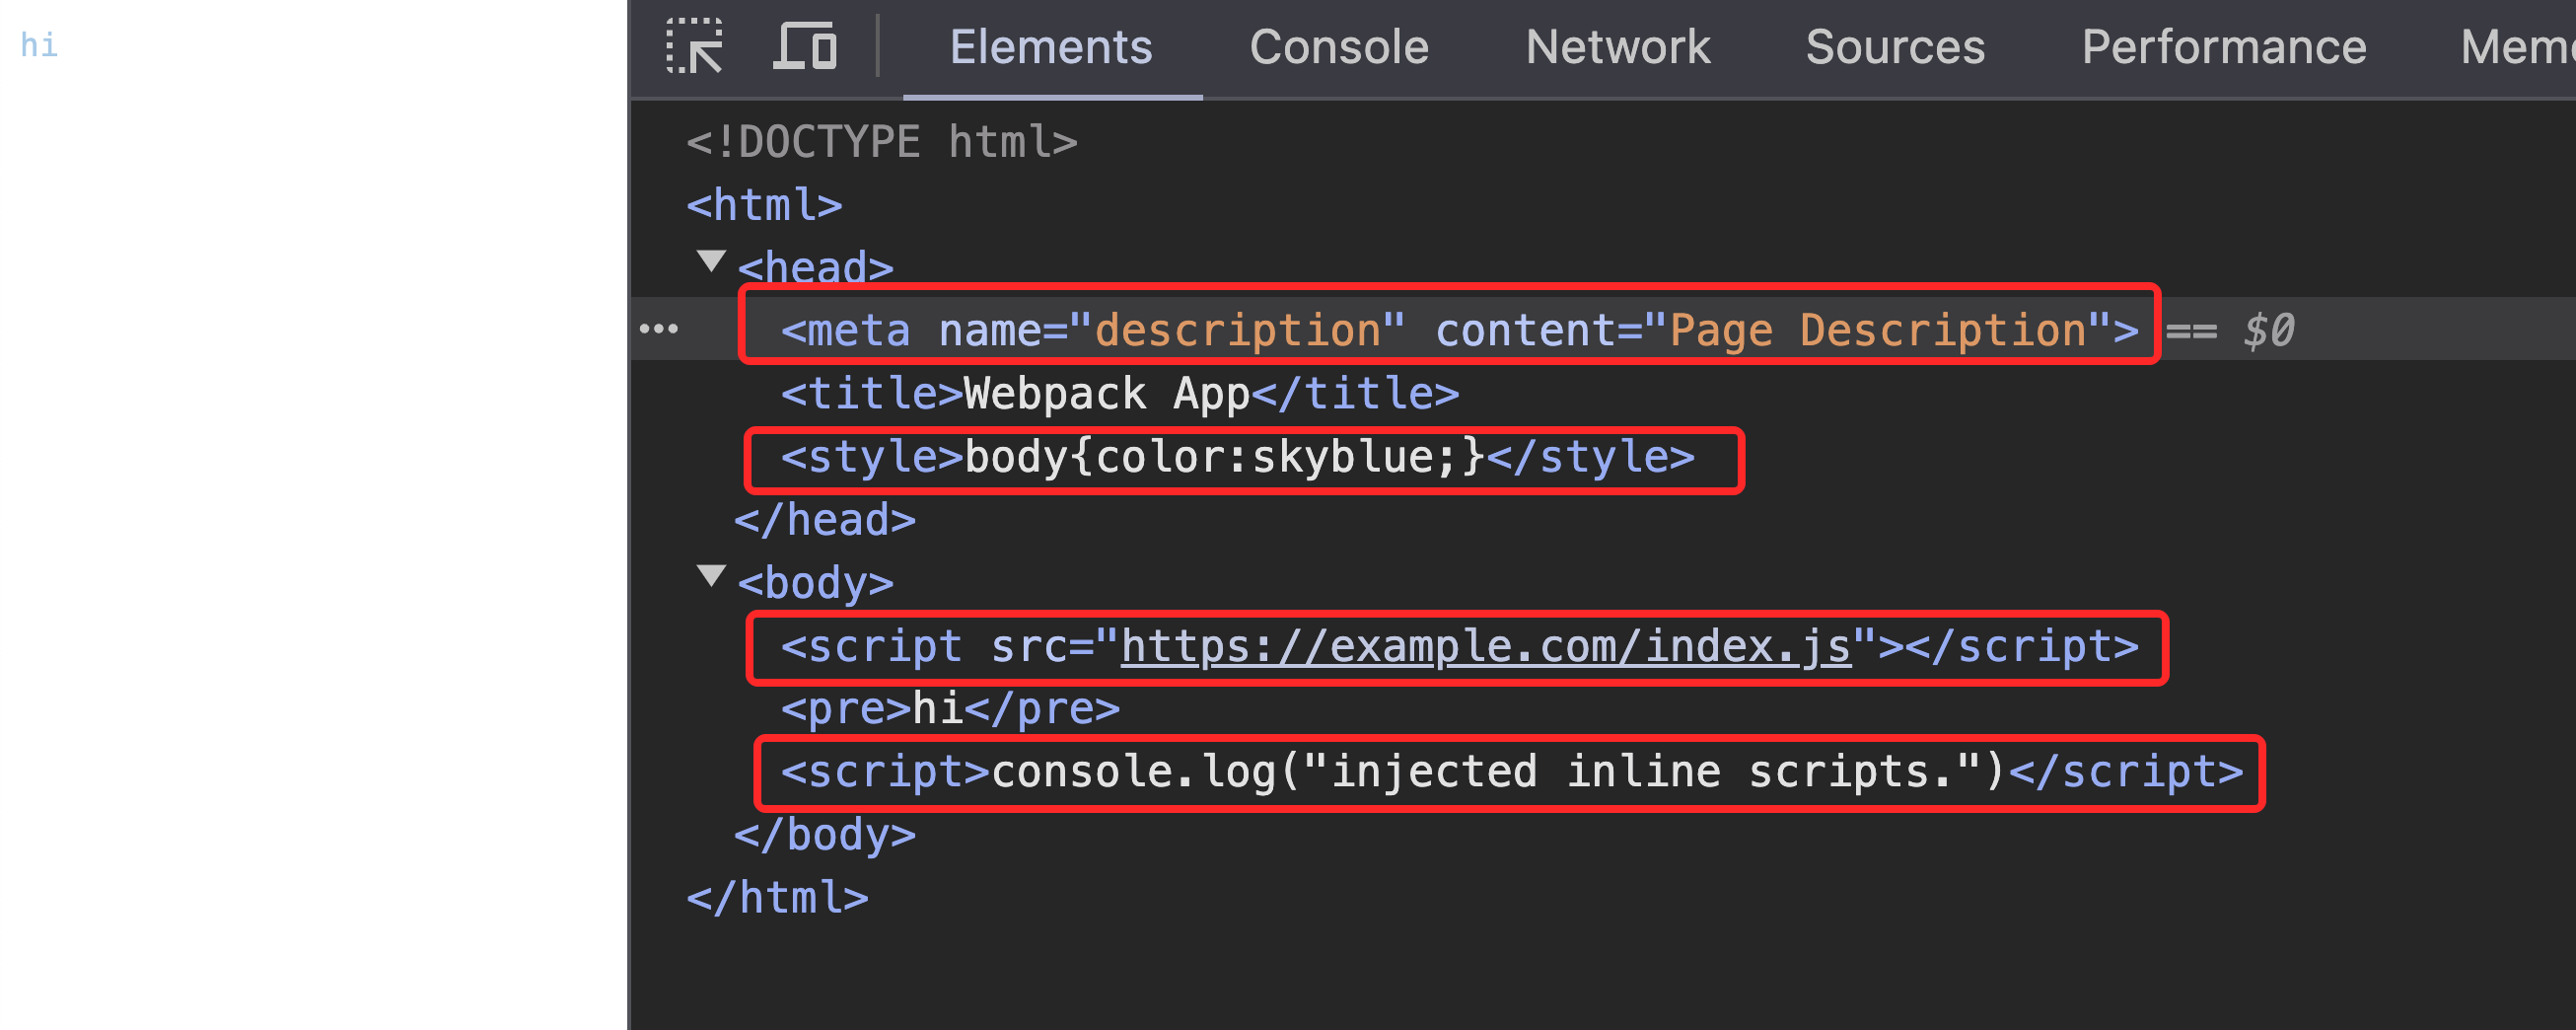 hi
Elements Console Network Sources Performance
<!DOCTYPE html>
<html>
<head>
<meta name="description" content="Page Description"> == $0
<title>Webpack App</title>
<style>body{color:skyblue;}</style>
</head>
<body>
<script src="https://example.com/index.js"></script>
<pre>hi</pre>
<script>console.log("injected inline scripts.")</script>
</body>
</html>